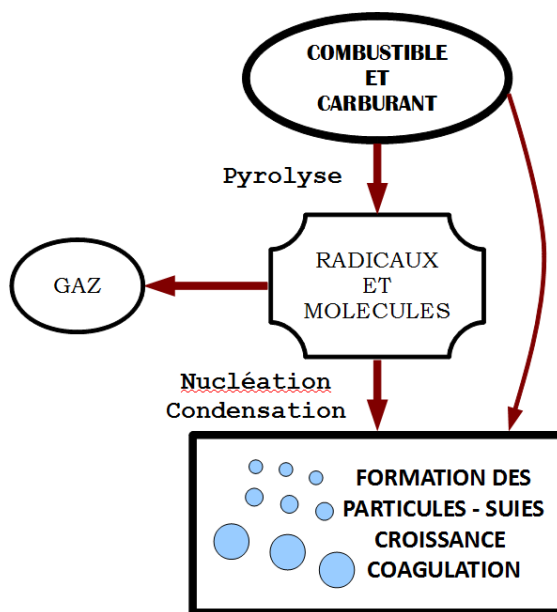 COMBUSTIBLE
ET
CARBURANT
Pyrolyse
GAZ
RADICAUX
ET
MOLECULES
Nucléation
Condensation
FORMATION DES
PARTICULES - SUIES
CROISSANCE
COAGULATION